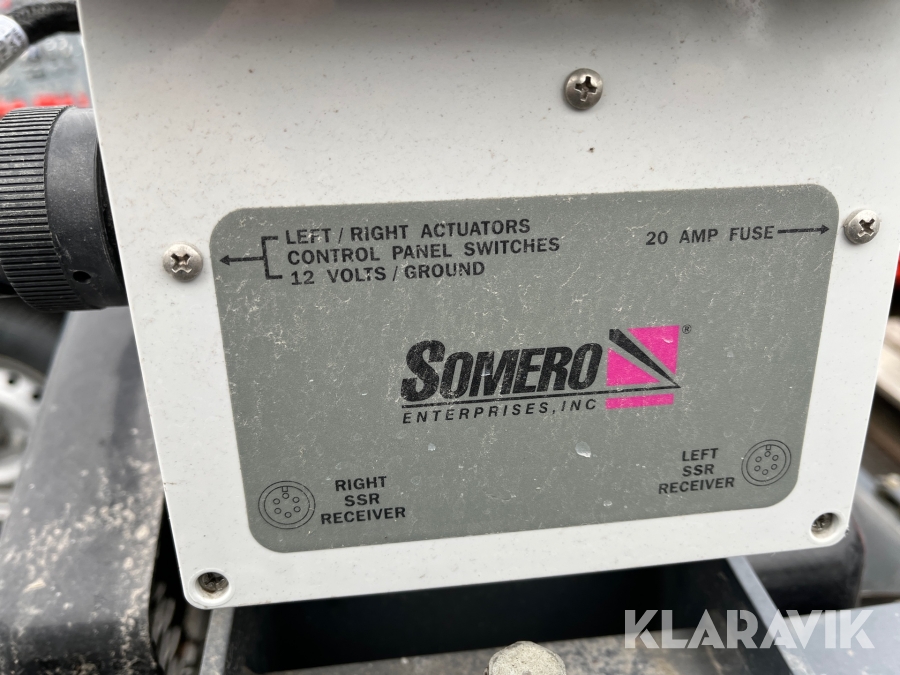 LEFT / RIGHT ACTUATORS
CONTROL PANEL SWITCHES
12 VOLTS / GROUND
20 AMP FUSE
SOMERO®
ENTERPRISES, INC
RIGHT
SSR
RECEIVER
LEFT
SSR
RECEIVER
KLARAVIK